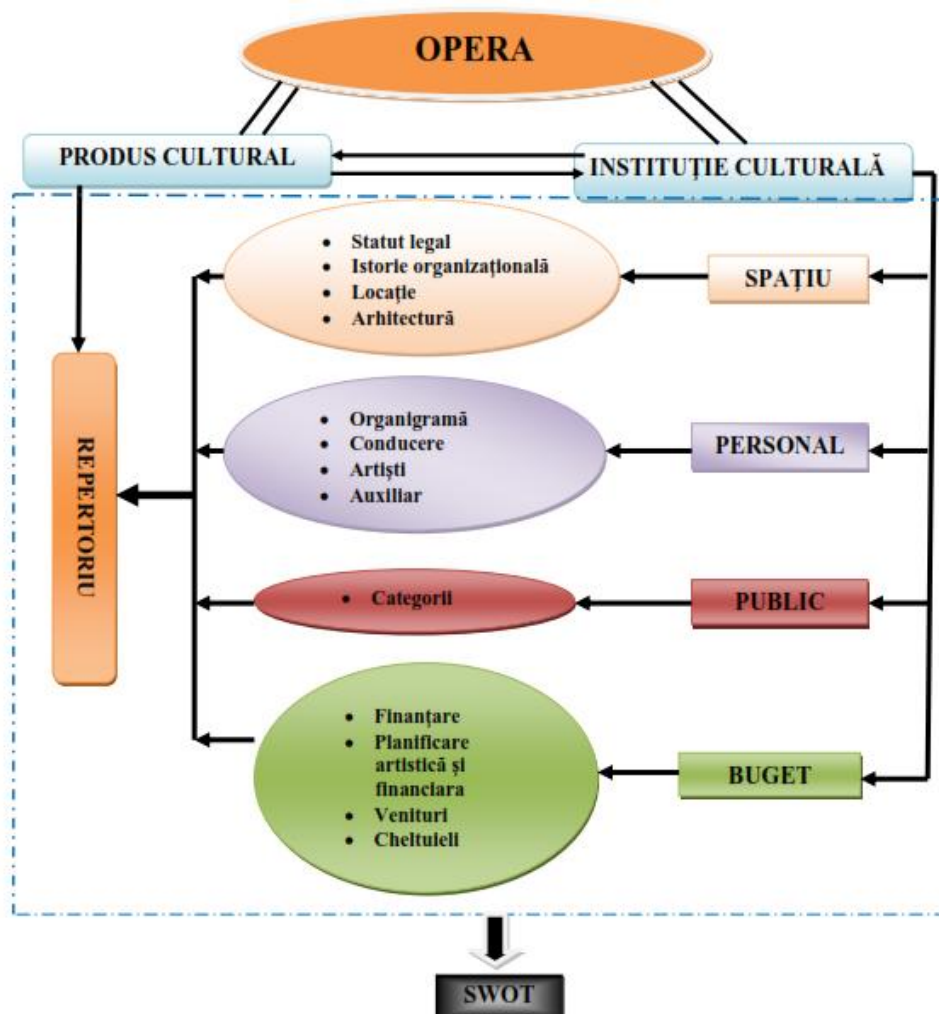 OPERA
PRODUS CULTURAL
INSTITUȚIE CULTURALĂ
• Statut legal
• Istorie organizațională
• Locație
• Arhitectură
SPAȚIU
REPERTORIU
• Organigramă
• Conducere
• Artiști
• Auxiliar
PERSONAL
• Categorii
PUBLIC
• Finanțare
• Planificare
artistică și
financiara
• Venituri
• Cheltuieli
BUGET
SWOT